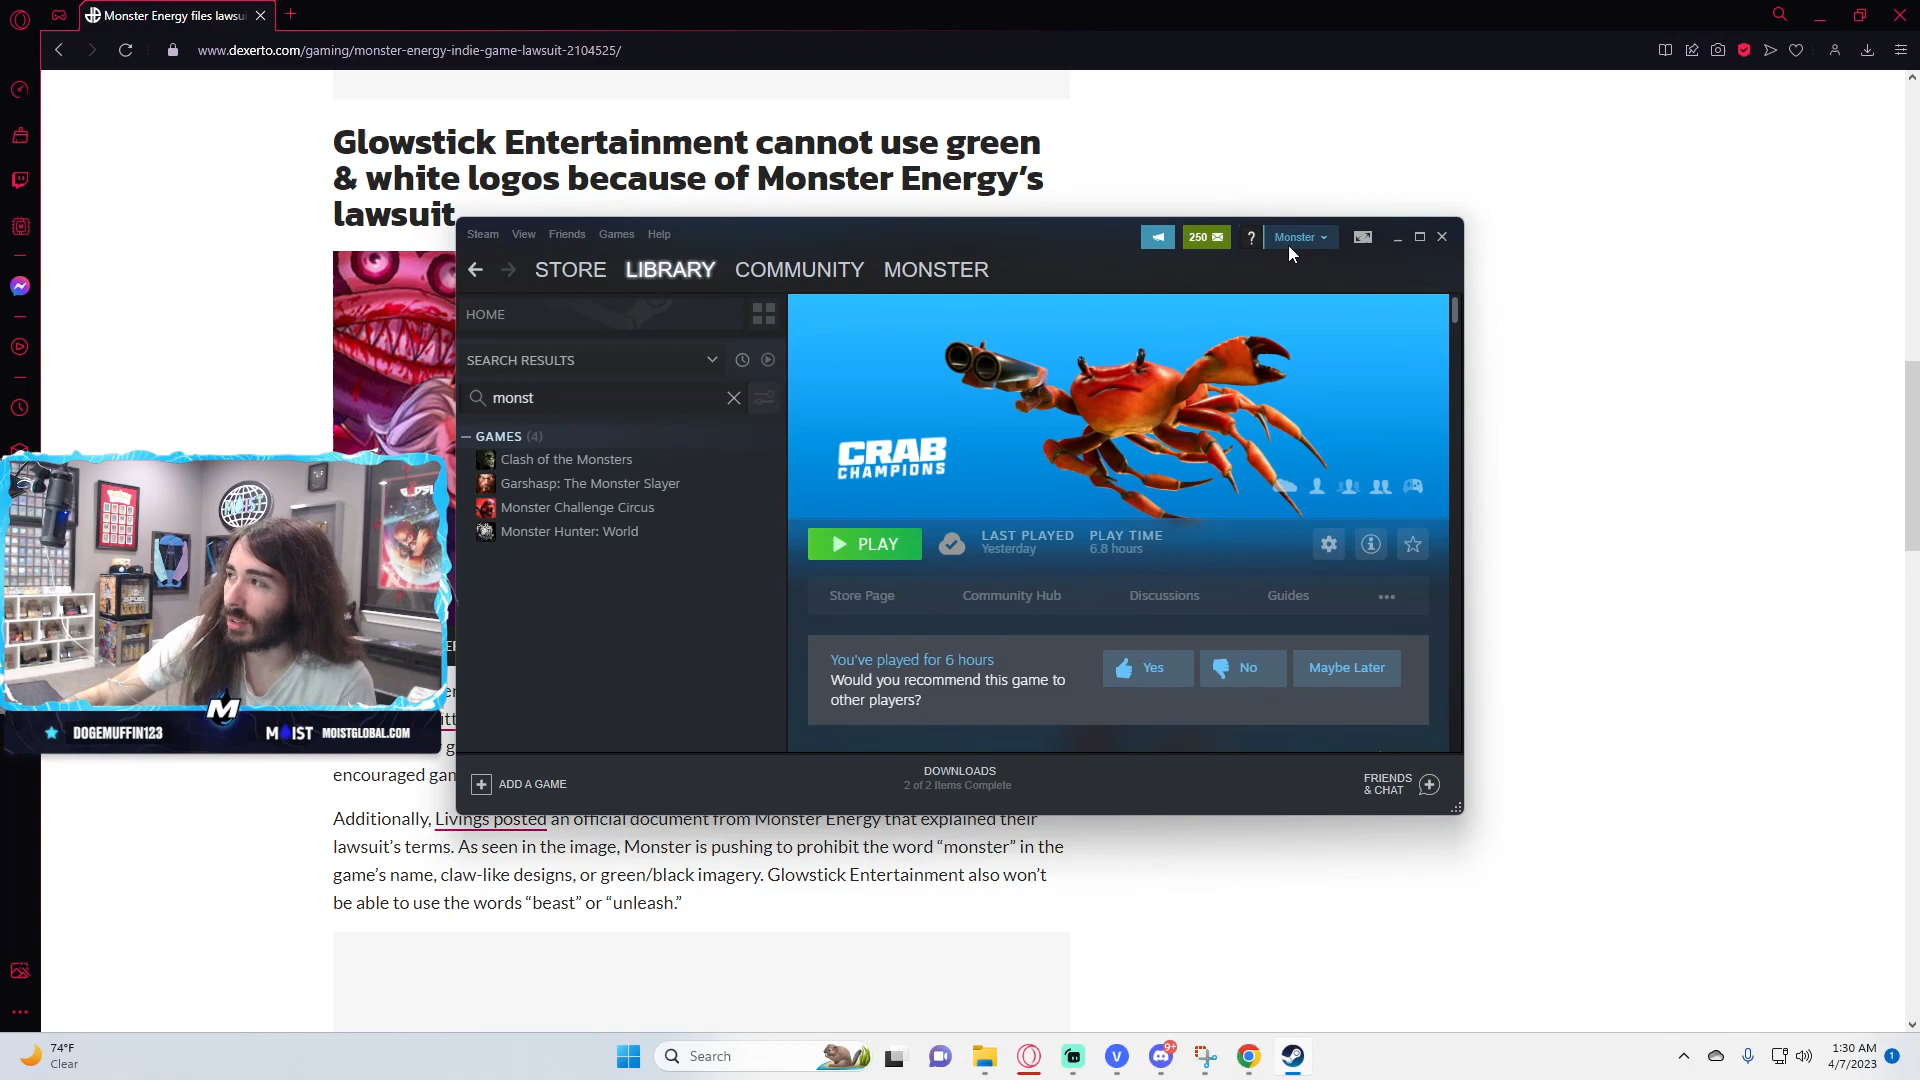 Monster Energy files lawsu
www.dexerto.com/gaming/monster-energy-indie-game-lawsuit-2104525/
Glowstick Entertainment cannot use green
& white logos because of Monster Energy's
lawsuit
Steam View Friends Games Help
250
?
Monster
STORE LIBRARY COMMUNITY MONSTER
HOME
SEARCH RESULTS
monst
GAMES (4)
Clash of the Monsters
Garshasp: The Monster Slayer
Monster Challenge Circus
Monster Hunter: World
CRAB
CHAMPIONS
PLAY
LAST PLAYED
Yesterday
PLAY TIME
6.8 hours
Store Page
Community Hub
Discussions
Guides
You've played for 6 hours
Would you recommend this game to
other players?
Yes
No
Maybe Later
ADD A GAME
DOWNLOADS
2 of 2 Items Complete
FRIENDS
& CHAT
MOIST
M
DOGEMUFFIN123
MOIST MOISTGLOBAL.COM
encouraged gam
Additionally, Livings posted an official document from Monster Energy that explained their
lawsuit's terms. As seen in the image, Monster is pushing to prohibit the word “monster” in the
game's name, claw-like designs, or green/black imagery. Glowstick Entertainment also won't
be able to use the words “beast” or “unleash.”
74°F
Clear
Search
9+
1:30 AM
4/7/2023
1